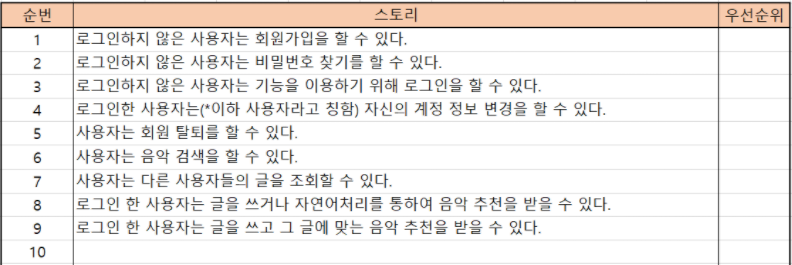 순번 스토리 우선순위
1 로그인하지 않은 사용자는 회원가입을 할 수 있다.
2 로그인하지 않은 사용자는 비밀번호 찾기를 할 수 있다.
3 로그인하지 않은 사용자는 기능을 이용하기 위해 로그인을 할 수 있다.
4 로그인한 사용자는(*이하 사용자라고 칭함) 자신의 계정 정보 변경을 할 수 있다.
5 사용자는 회원 탈퇴를 할 수 있다.
6 사용자는 음악 검색을 할 수 있다.
7 사용자는 다른 사용자들의 글을 조회할 수 있다.
8 로그인 한 사용자는 글을 쓰거나 자연어처리를 통하여 음악 추천을 받을 수 있다.
9 로그인 한 사용자는 글을 쓰고 그 글에 맞는 음악 추천을 받을 수 있다.
10